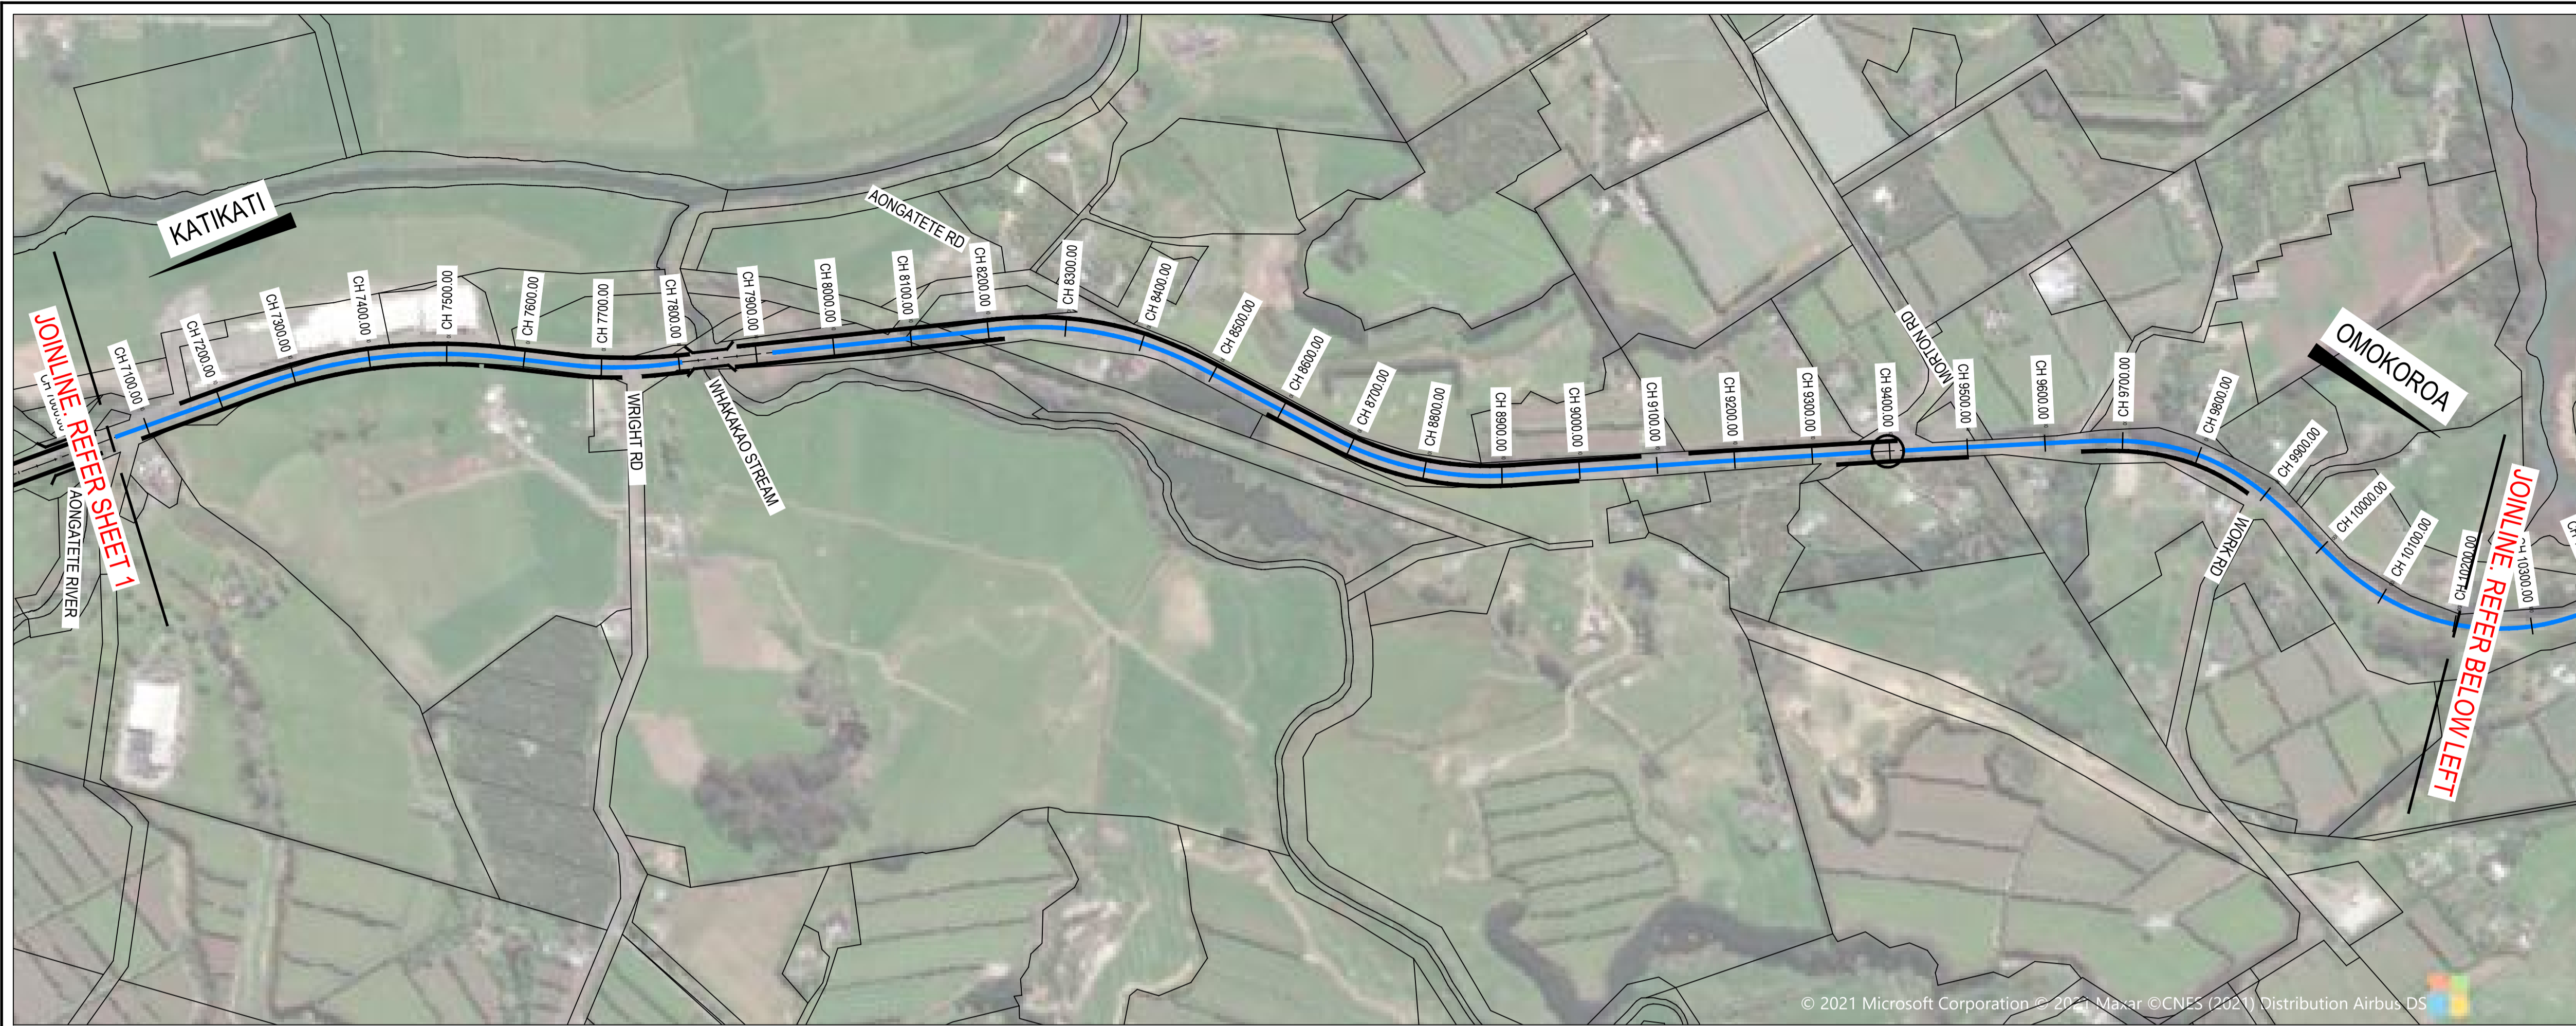 KATIKATI
AONGATETE RD
OMOKOROA
JOINLINE. REFER SHEET 1
CH 7100.00
CH 7200.00
CH 7300.00
CH 7400.00
CH 7500.00
CH 7600.00
CH 7700.00
CH 7800.00
CH 7900.00
CH 8000.00
CH 8100.00
CH 8200.00
CH 8300.00
CH 8400.00
CH 8500.00
CH 8600.00
CH 8700.00
CH 8800.00
CH 8900.00
CH 9000.00
CH 9100.00
CH 9200.00
CH 9300.00
CH 9400.00
CH 9500.00
CH 9600.00
CH 9700.00
CH 9800.00
CH 9900.00
CH 10000.00
CH 10100.00
CH 10200.00
CH 10300.00
AONGATETE RIVER
WRIGHT RD
WHAKAKAO STREAM
MORTON RD
WORK RD
JOINLINE. REFER BELOW LEFT
© 2021 Microsoft Corporation © 2021 Maxar ©CNES (2021) Distribution Airbus DS